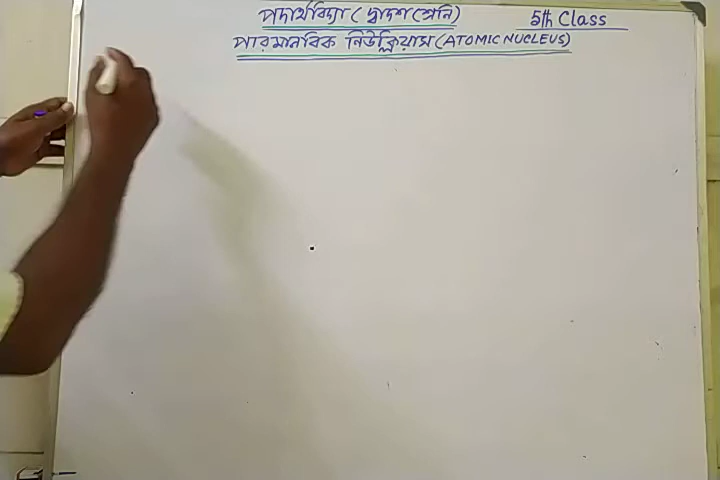 পদার্থবিদ্যা ( দ্বাদশ শ্রেনি) 5th Class
পারমানবিক নিউক্লিয়াস (ATOMIC NUCLEUS)